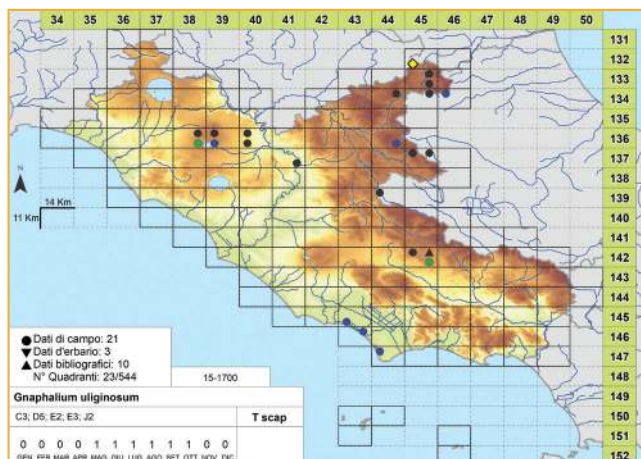 34 35 36 37 38 39 40 41 42 43 44 45 46 47 48 49 50
131
132
133
134
135
136
137
138
139
140
141
142
143
144
145
146
147
148
149
150
151
152
N
14 Km
11 Km
Dati di campo: 21
Dati d'erbario: 3
Dati bibliografici: 10
N° Quadranti: 23/544
15-1700
Gnaphalium uliginosum
C3; D5; E2; E3; J2
T scap
0 0 0 0 1 1 1 1 1 1 0 0
GEN FEB MAR APR MAG GIU LUG AGO SET OTT NOV DIC